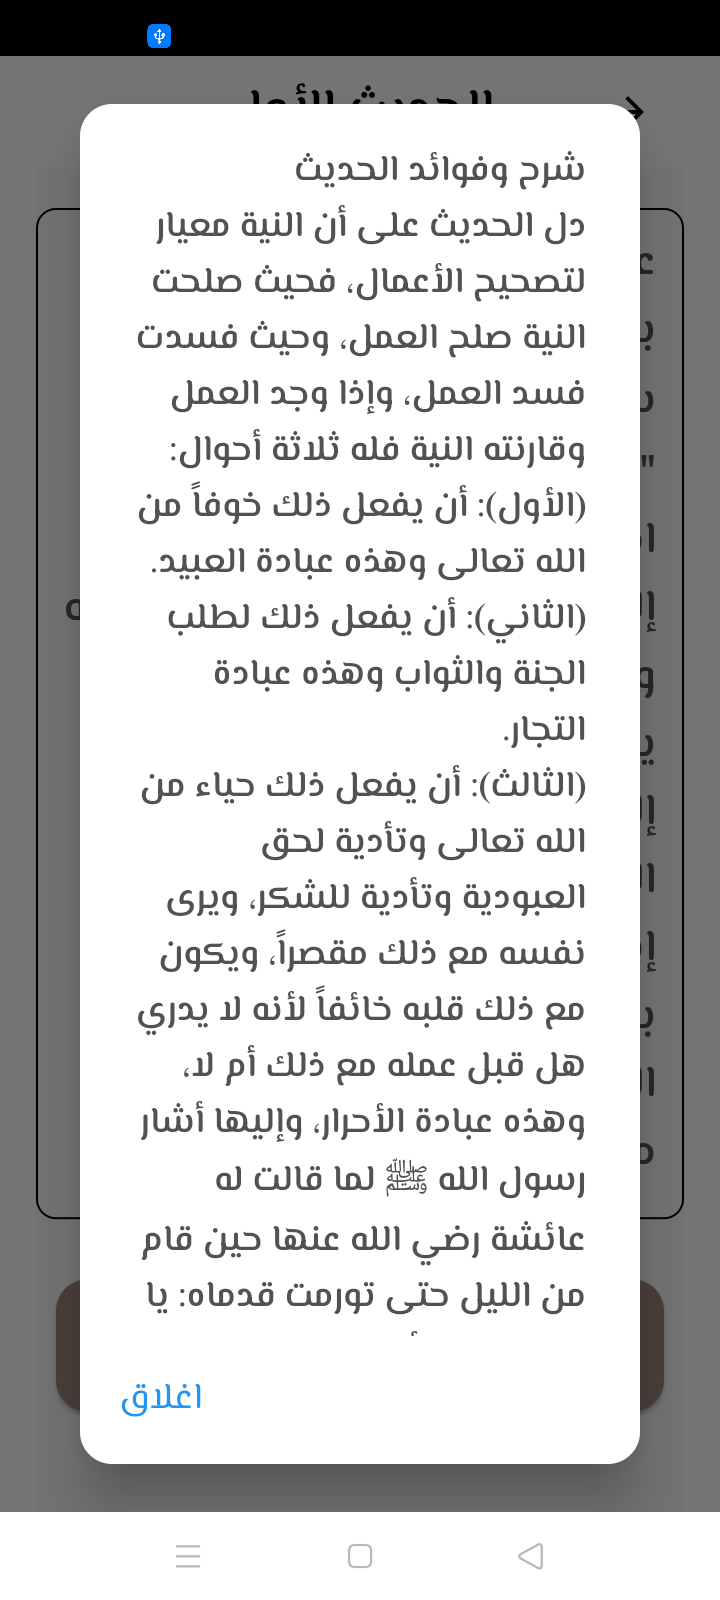 الحديث الأول
شرح وفوائد الحديث
دل الحديث على أن النية معيار
لتصحيح الأعمال، فحيث صلحت
النية صلح العمل، وحيث فسدت
فسد العمل، وإذا وجد العمل
وقارنته النية فله ثلاثة أحوال:
(الأول): أن يفعل ذلك خوفاً من
الله تعالى وهذه عبادة العبيد.
(الثاني): أن يفعل ذلك لطلب
الجنة والثواب وهذه عبادة
التجار.
(الثالث): أن يفعل ذلك حياء من
الله تعالى وتأدية لحق
العبودية وتأدية للشكر، ويرى
نفسه مع ذلك مقصراً، ويكون
مع ذلك قلبه خائفاً لأنه لا يدري
هل قبل عمله مع ذلك أم لا،
وهذه عبادة الأحرار، وإليها أشار
رسول الله ﷺ لما قالت له
عائشة رضي الله عنها حين قام
من الليل حتى تورمت قدماه: يا
اغلاق